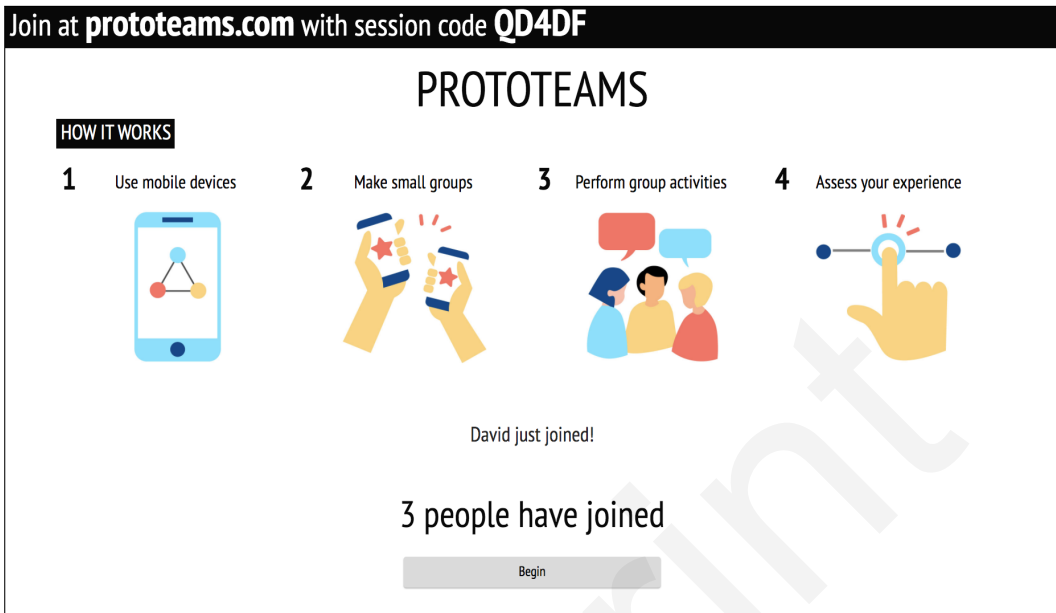 Join at prototeams.com with session code QD4DF
PROTOTEAMS
HOW IT WORKS
1 Use mobile devices
2 Make small groups
3 Perform group activities
4 Assess your experience
David just joined!
3 people have joined
Begin